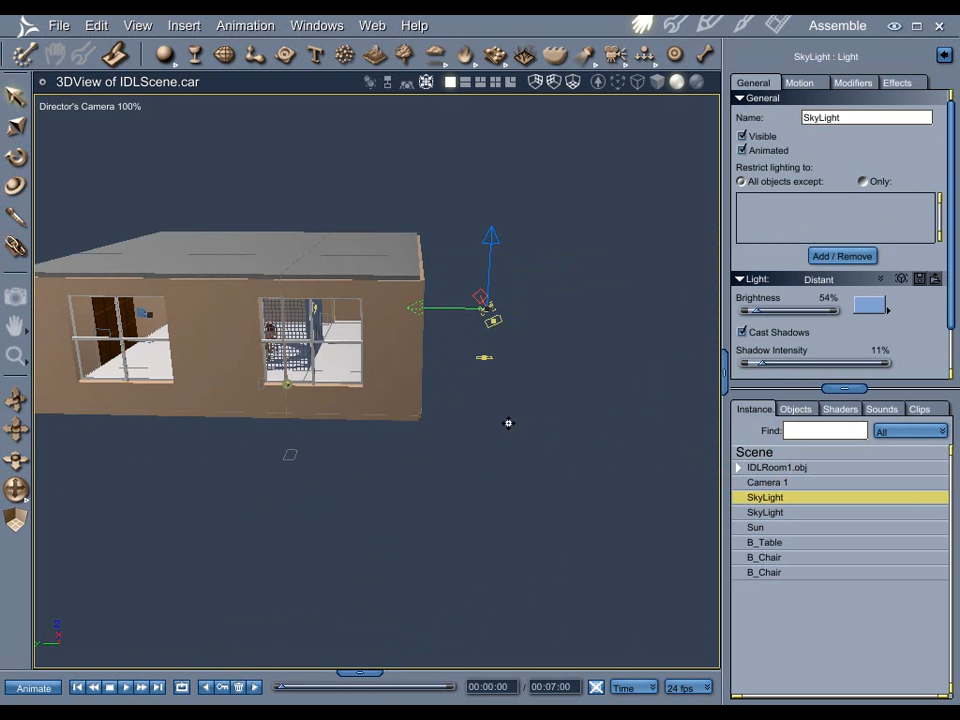 File Edit View Insert Animation Windows Web Help Assemble
SkyLight : Light
3DView of IDLScene.car
General Motion Modifiers Effects
General
Director's Camera 100%
Name: SkyLight
Visible
Animated
Restrict lighting to:
All objects except: Only:
Add / Remove
Light: Distant
Brightness 54%
Cast Shadows
Shadow Intensity 11%
Instance. Objects Shaders Sounds Clips
Find: All
Scene
IDLRoom1.obj
Camera 1
SkyLight
SkyLight
Sun
B_Table
B_Chair
B_Chair
Z
X
Y
Animate 00:00:00 / 00:07:00 Time 24 fps